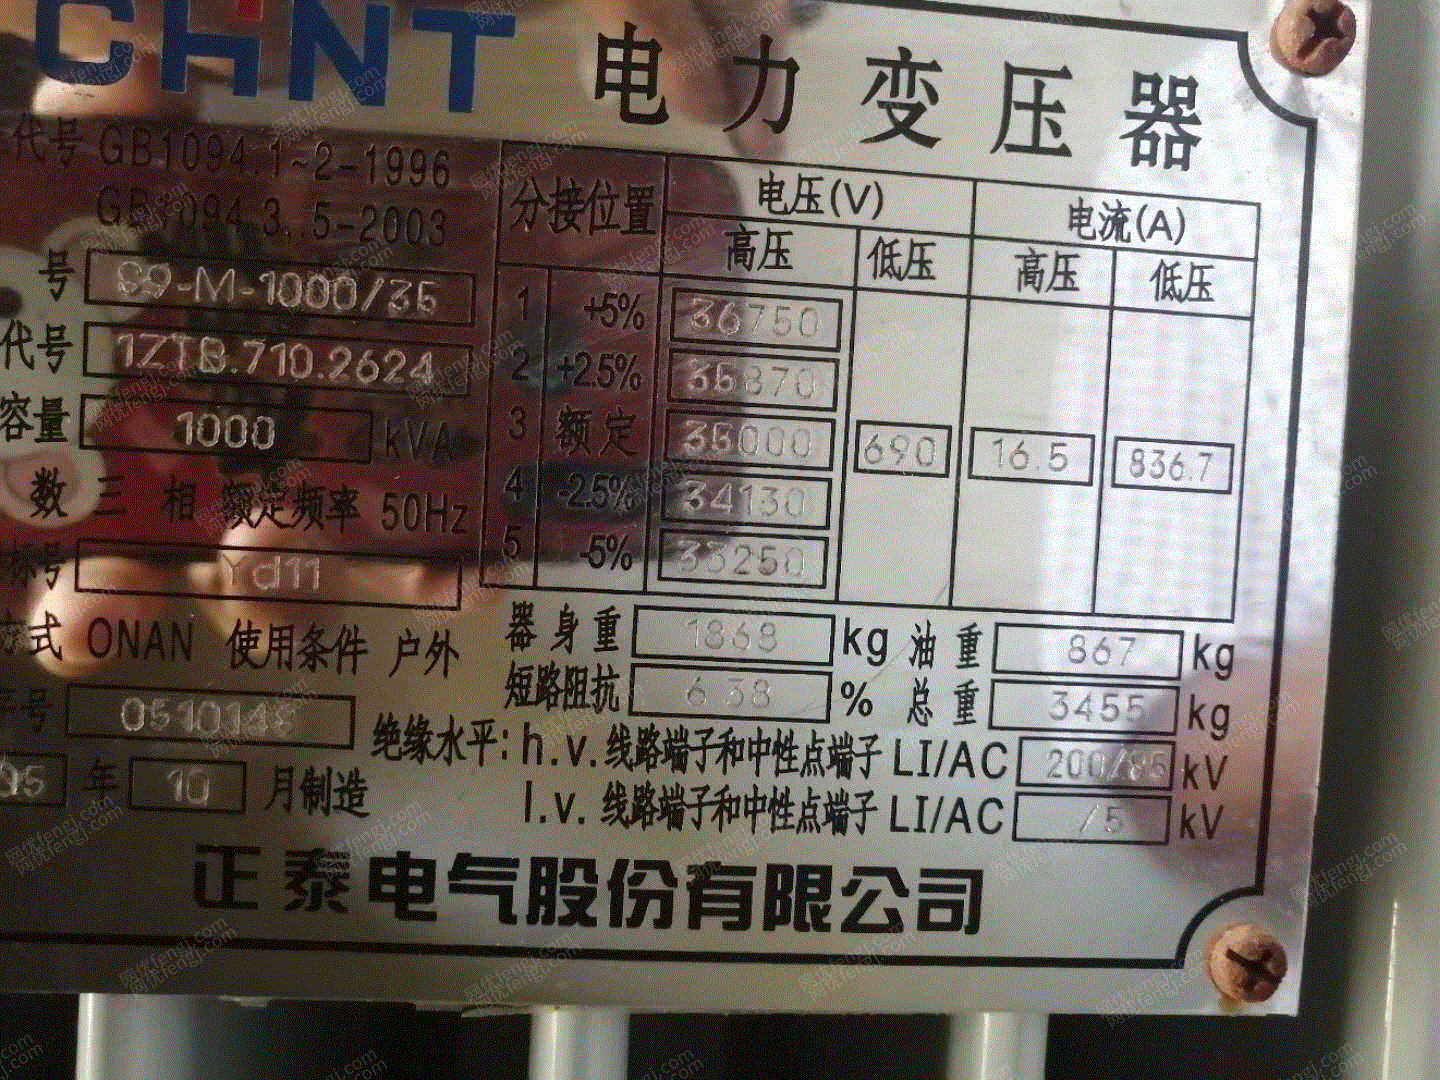 CHNT 电力变压器
代号 GB1094.1~2-1996
GB1094.3..5-2003
号 S9-M-1000/35
代号 1ZTB.710.2624
容量 1000 kVA
数 三 相 额定频率 50Hz
标号 Yd11
方式 ONAN 使用条件 户外
号 051014
05 年 10 月制造
分接位置 电压(V) 电流(A)
高压 低压 高压 低压
1 +5% 36750
2 +2.5% 35870
3 额定 35000 690 16.5 836.7
4 -2.5% 34130
5 -5% 33250
器身重 1868 kg 油重 867 kg
短路阻抗 6.38 % 总重 3455 kg
绝缘水平: h.v.线路端子和中性点端子 LI/AC 200/85 kV
l.v.线路端子和中性点端子 LI/AC /5 kV
正泰电气股份有限公司